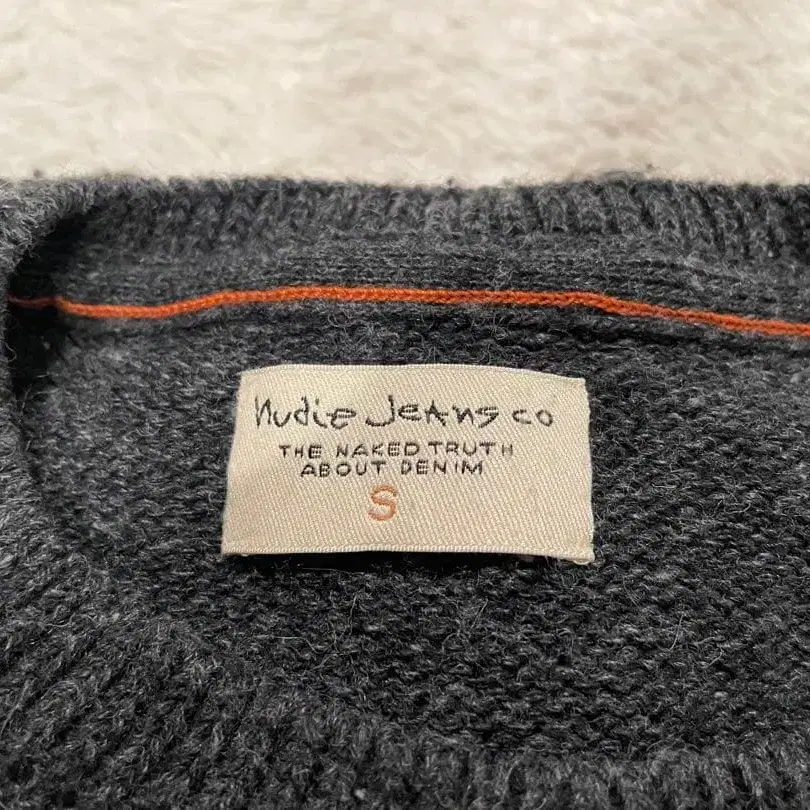 Nudie Jeans co
THE NAKED TRUTH
ABOUT DENIM
S